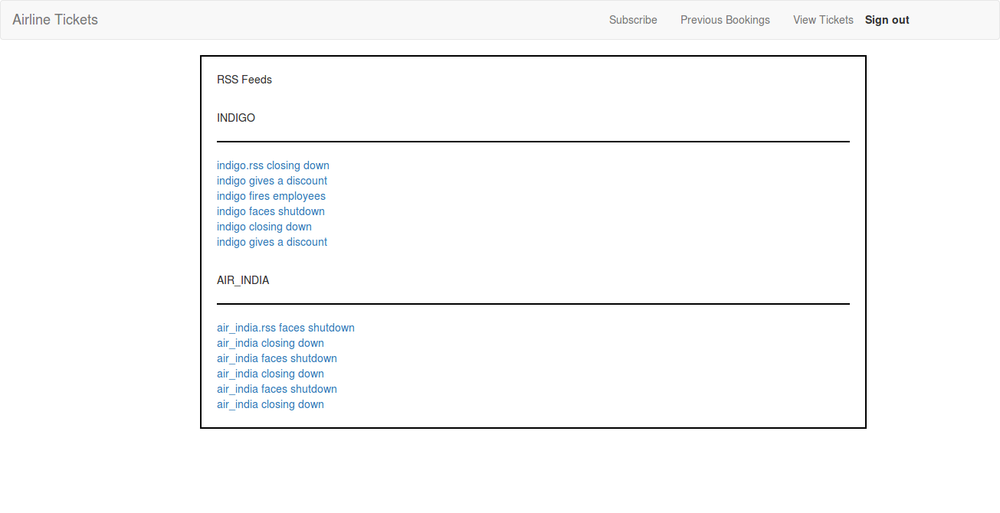 Airline Tickets Subscribe Previous Bookings View Tickets Sign out
RSS Feeds
INDIGO
indigo.rss closing down
indigo gives a discount
indigo fires employees
indigo faces shutdown
indigo closing down
indigo gives a discount
AIR_INDIA
air_india.rss faces shutdown
air_india closing down
air_india faces shutdown
air_india closing down
air_india faces shutdown
air_india closing down